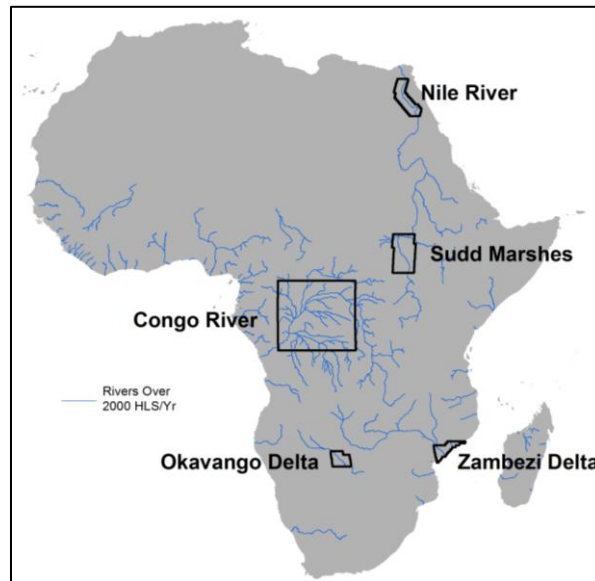 Nile River
Sudd Marshes
Congo River
Rivers Over
2000 HLS/Yr
Okavango Delta
Zambezi Delta